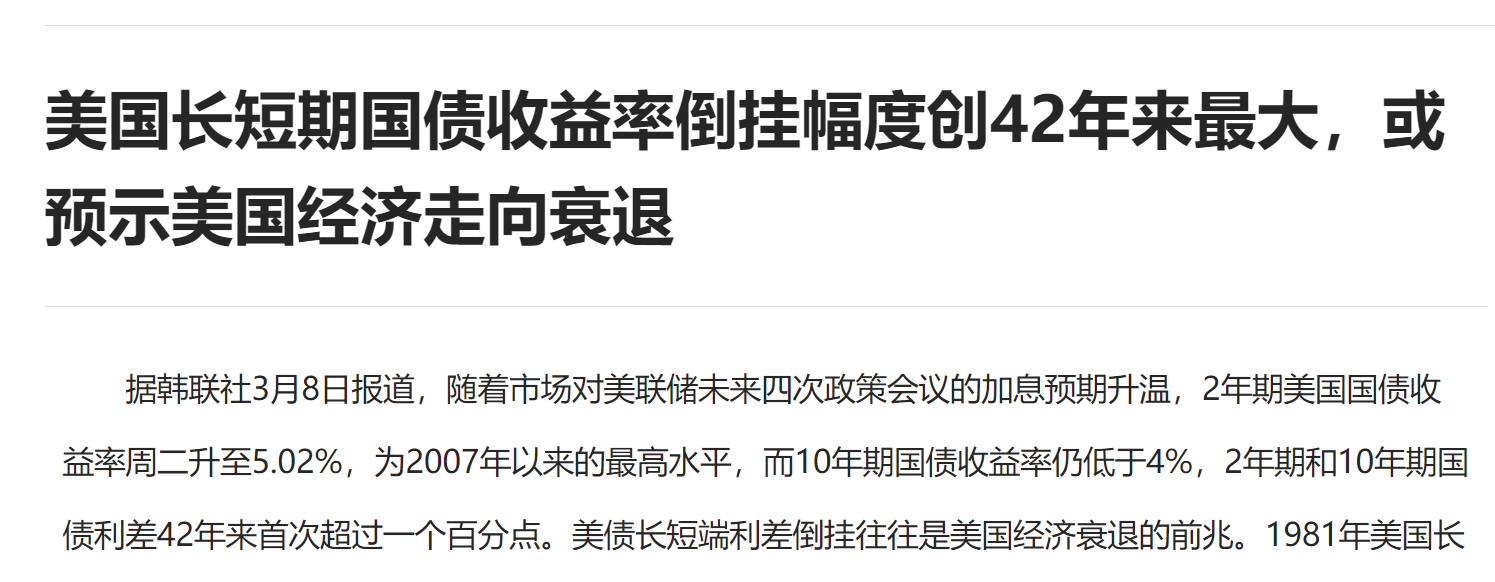 美国长短期国债收益率倒挂幅度创42年来最大，或
预示美国经济走向衰退
据韩联社3月8日报道，随着市场对美联储未来四次政策会议的加息预期升温，2年期美国国债收
益率周二升至5.02%，为2007年以来的最高水平，而10年期国债收益率仍低于4%，2年期和10年期国
债利差42年来首次超过一个百分点。美债长短端利差倒挂往往是美国经济衰退的前兆。1981年美国长